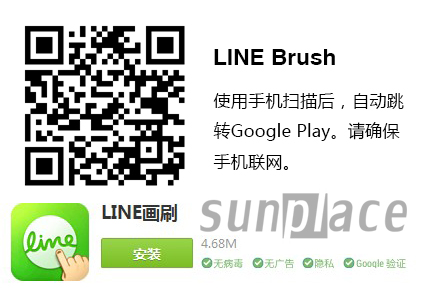 LINE Brush
使用手机扫描后，自动跳
转Google Play。请确保
手机联网。
line
LINE画刷
安装
sunplace
4.68M
无病毒 无广告 隐私 Google 验证